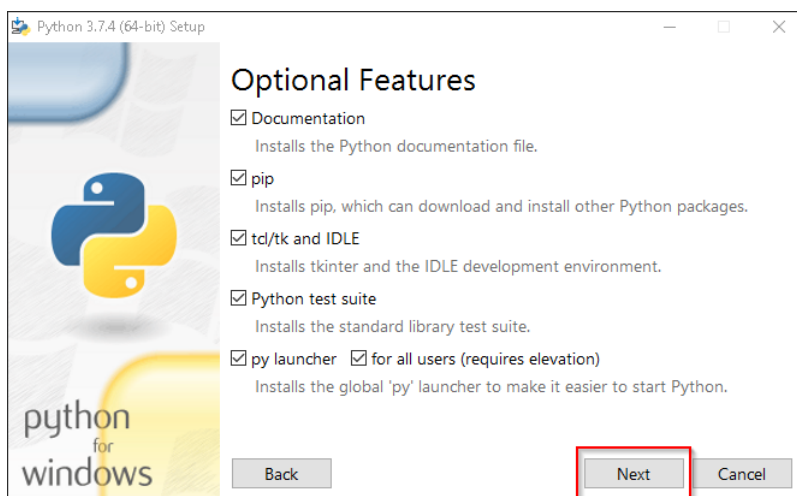 Python 3.7.4 (64-bit) Setup
Optional Features
Documentation
Installs the Python documentation file.
pip
Installs pip, which can download and install other Python packages.
tcl/tk and IDLE
Installs tkinter and the IDLE development environment.
Python test suite
Installs the standard library test suite.
py launcher for all users (requires elevation)
Installs the global 'py' launcher to make it easier to start Python.
python
for
windows
Back Next Cancel